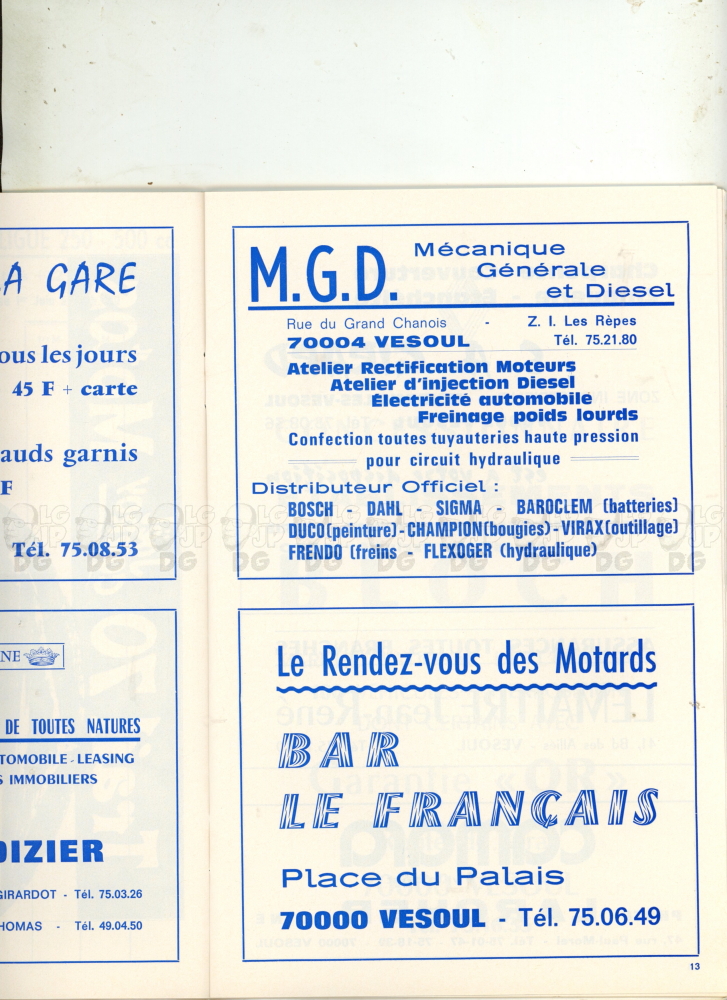 A GARE
ous les jours
45 F + carte
auds garnis
F
Tél. 75.08.53
NE
DE TOUTES NATURES
TOMOBILE - LEASING
S IMMOBILIERS
DIZIER
GIRARDOT - Tél. 75.03.26
HOMAS - Tél. 49.04.50
M.G.D.
Mécanique
Générale
et Diesel
Rue du Grand Chanois - Z. I. Les Rèpes
70004 VESOUL Tél. 75.21.80
Atelier Rectification Moteurs
Atelier d'injection Diesel
Électricité automobile
Freinage poids lourds
Confection toutes tuyauteries haute pression
pour circuit hydraulique
Distributeur Officiel :
BOSCH - DAHL - SIGMA - BAROCLEM (batteries)
DUCO (peinture) - CHAMPION (bougies) - VIRAX (outillage)
FRENDO (freins - FLEXOGER (hydraulique)
Le Rendez-vous des Motards
BAR
LE FRANÇAIS
Place du Palais
70000 VESOUL - Tél. 75.06.49
13